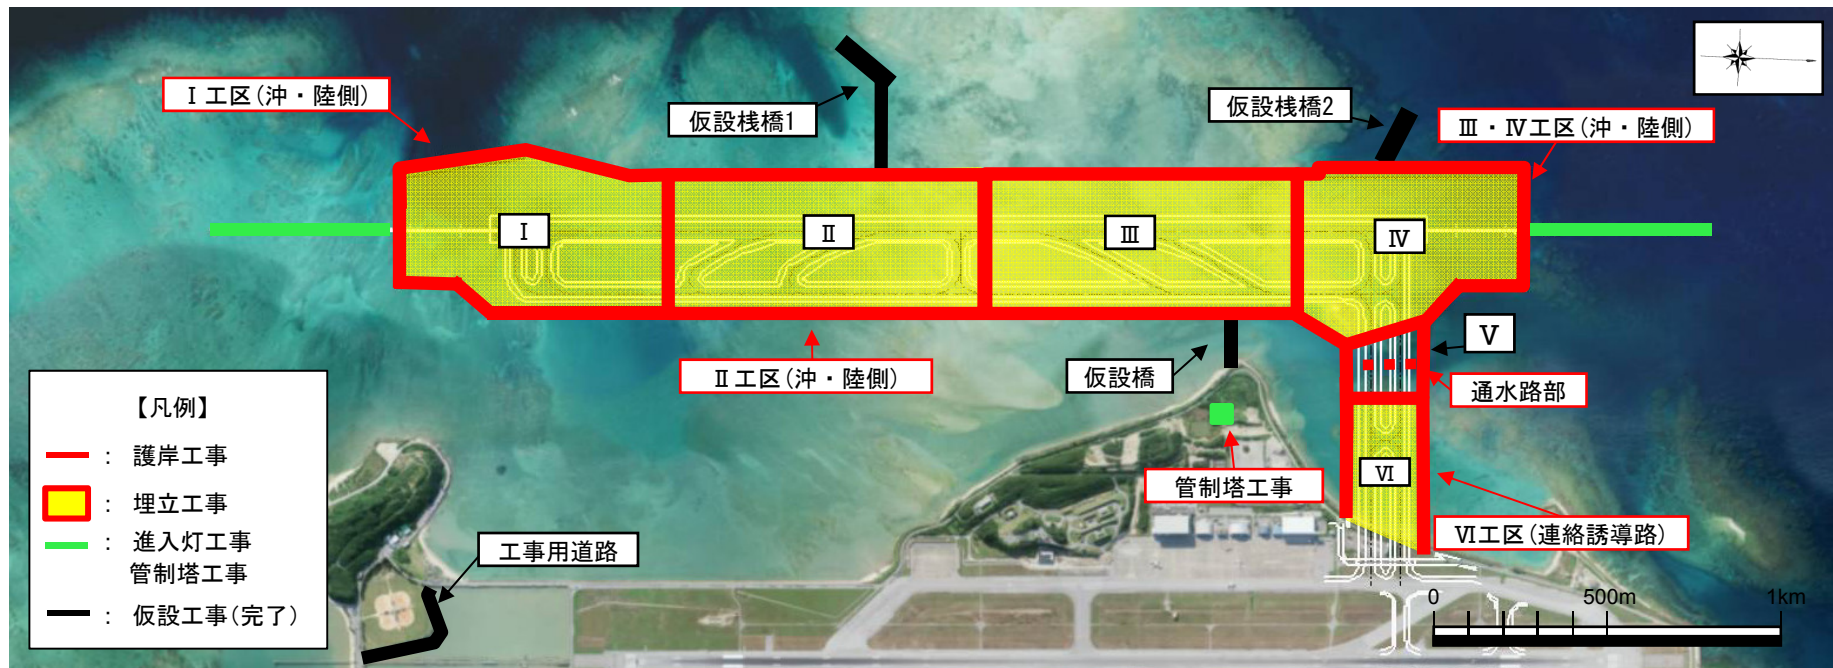 Ⅰ工区(沖・陸側)
仮設桟橋1
仮設桟橋2
Ⅲ・Ⅳ工区(沖・陸側)
Ⅰ
Ⅱ
Ⅲ
Ⅳ
Ⅴ
Ⅱ工区(沖・陸側)
仮設橋
通水路部
Ⅵ
管制塔工事
Ⅵ工区(連絡誘導路)
工事用道路
【凡例】
: 護岸工事
: 埋立工事
: 進入灯工事
管制塔工事
: 仮設工事(完了)
0 500m 1km